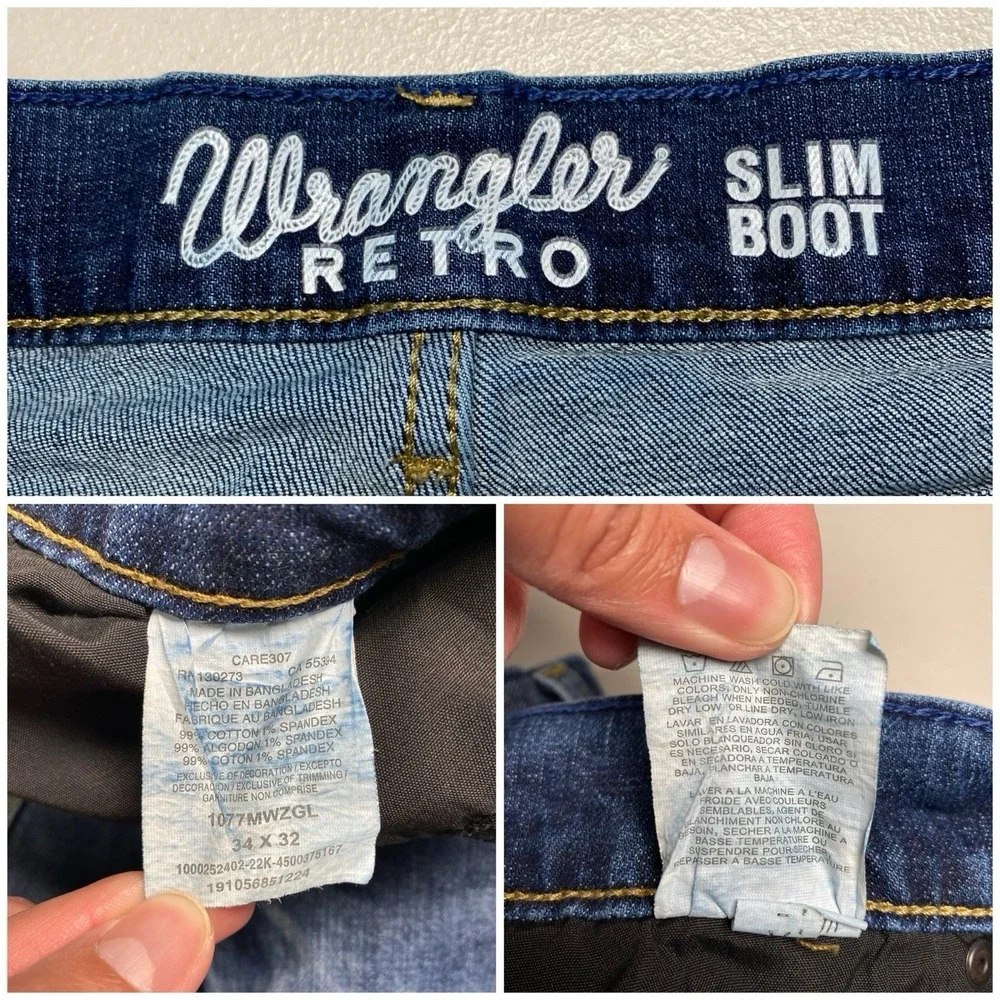 Wrangler
RETRO
SLIM
BOOT
CARE307
RN130273 CA 55394
MADE IN BANGLADESH
HECHO EN BANGLADESH
FABRIQUE AU BANGLADESH
99% COTTON 1% SPANDEX
99% ALGODON 1% SPANDEX
99% COTON 1% SPANDEX
EXCLUSIVE OF DECORATION / EXCEPTO
DECORACION / EXCLUSIVE OF TRIMMING /
GARNITURE NON COMPRISE
1077MWZGL
34 X 32
1000252402-22K-4500375167
191056851224
MACHINE WASH COLD WITH LIKE
COLORS, ONLY NON-CHLORINE
BLEACH WHEN NEEDED, TUMBLE
DRY LOW OR LINE DRY, LOW IRON
LAVAR EN LAVADORA CON COLORES
SIMILARES EN AGUA FRIA, USAR
SOLO BLANQUEADOR SIN CLORO SI
ES NECESARIO, SECAR COLGADO O
EN SECADORA A TEMPERATURA
BAJA, PLANCHAR A TEMPERATURA
BAJA
LAVER A LA MACHINE A L'EAU
FROIDE AVEC COULEURS
SEMBLABLES, AGENT DE
BLANCHIMENT NON CHLORE AU
BESOIN, SECHER A LA MACHINE A
BASSE TEMPERATURE OU
SUSPENDRE POUR SECHER
REPASSER A BASSE TEMPERATURE